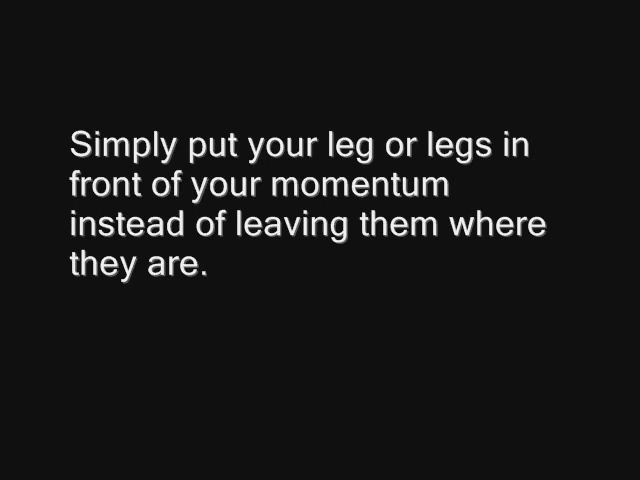 Simply put your leg or legs in
front of your momentum
instead of leaving them where
they are.